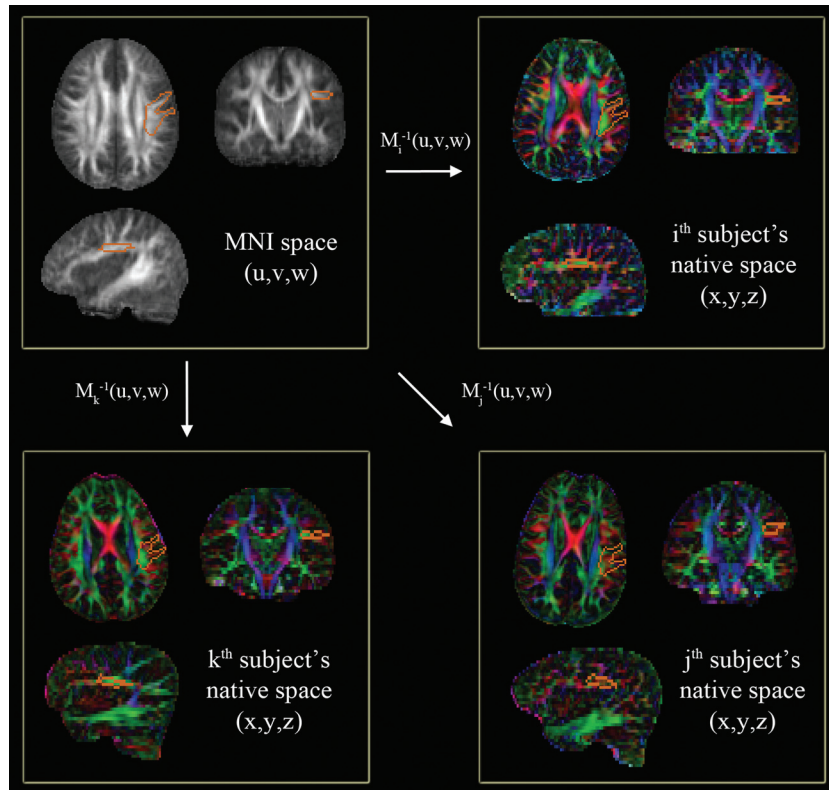 MNI space
(u,v,w)
M_i^-1(u,v,w)
i^th subject's
native space
(x,y,z)
M_k^-1(u,v,w)
M_j^-1(u,v,w)
k^th subject's
native space
(x,y,z)
j^th subject's
native space
(x,y,z)